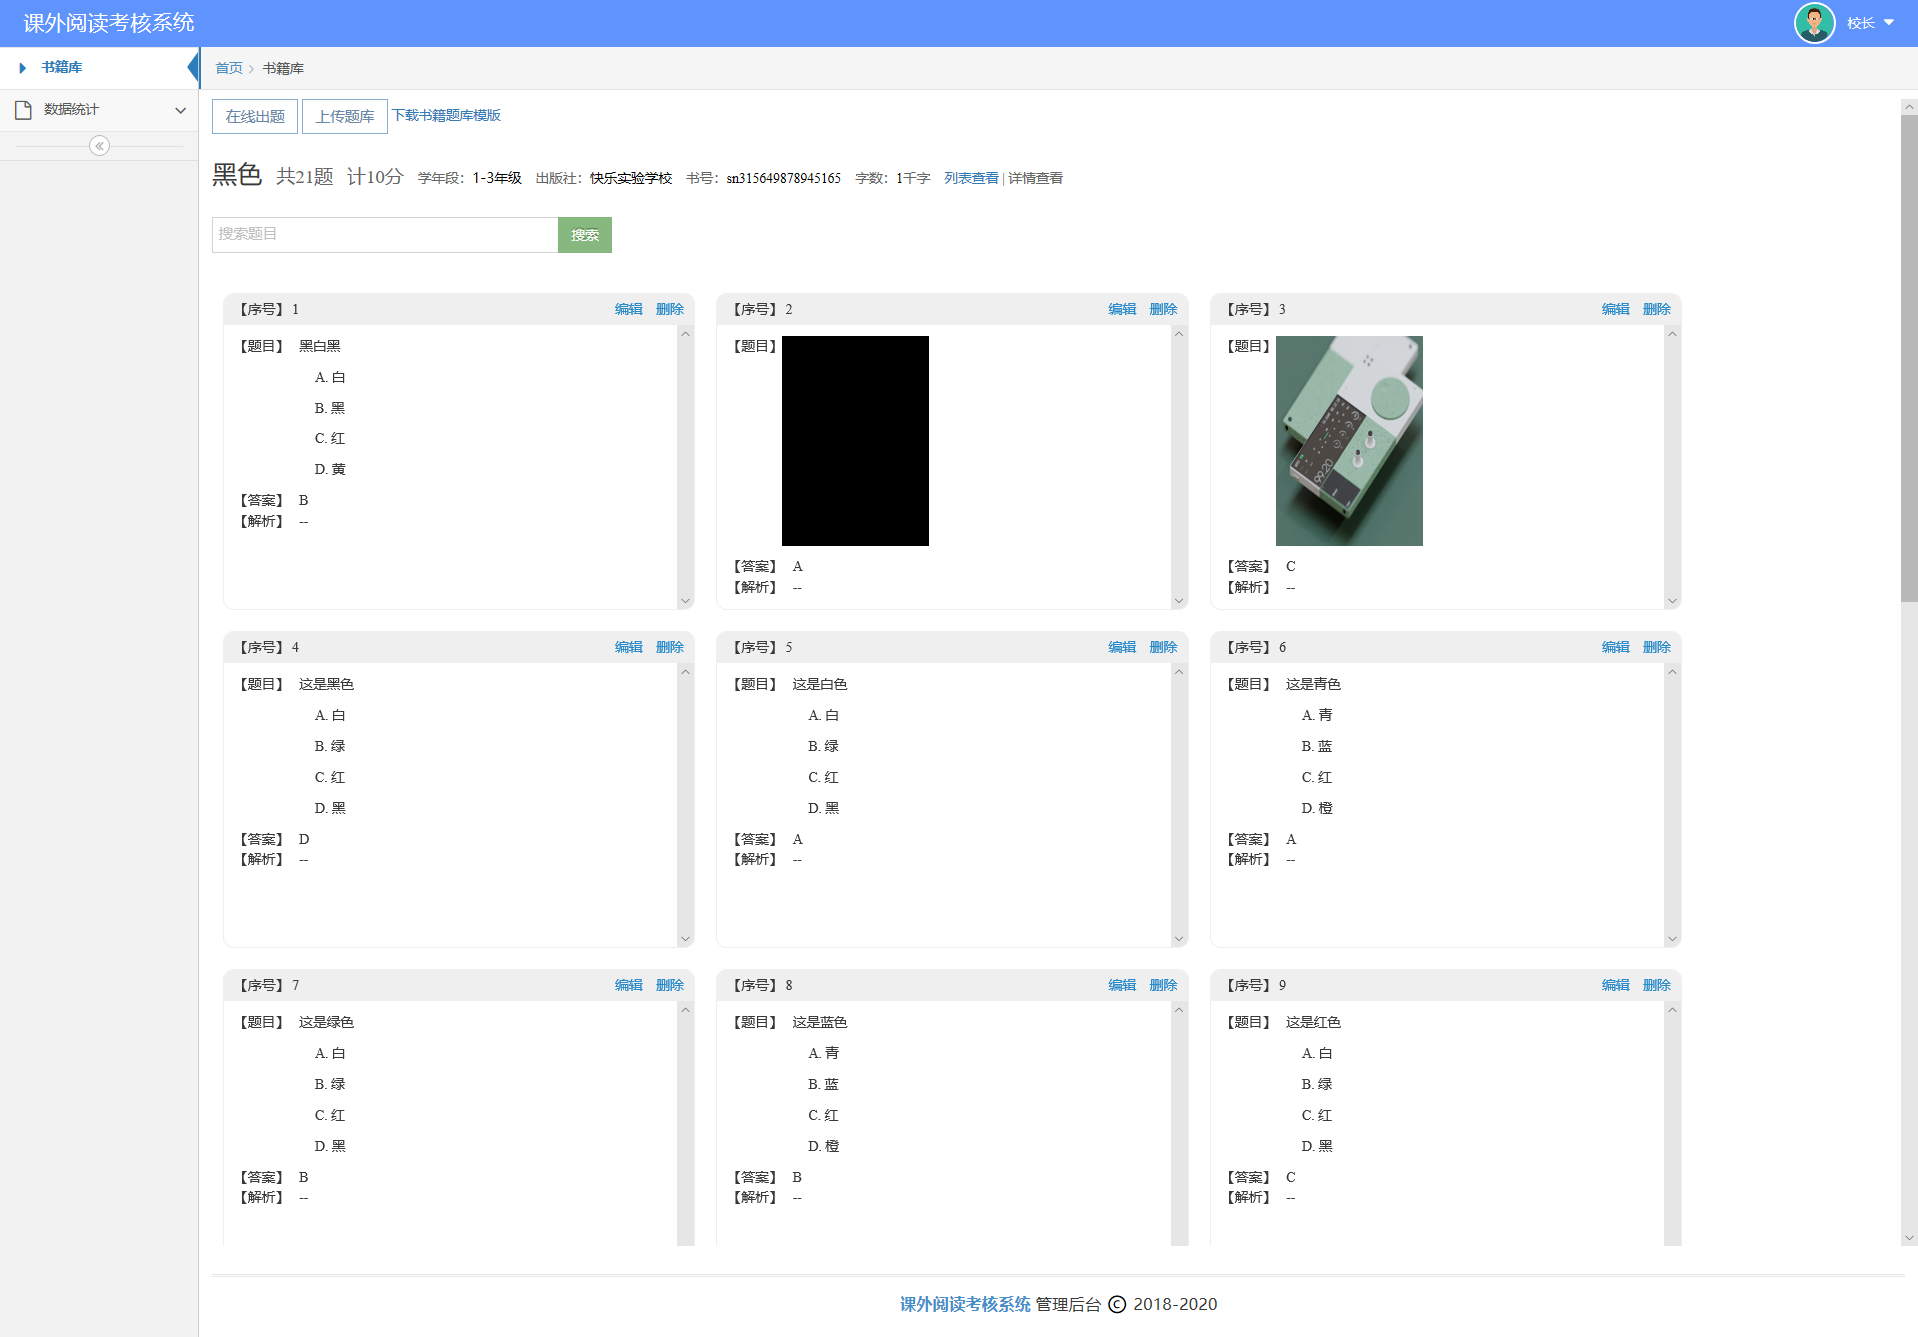 课外阅读考核系统
校长
书籍库
首页 书籍库
数据统计
在线出题 上传题库 下载书籍题库模版
黑色 共21题 计10分 学年段：1-3年级 出版社：快乐实验学校 书号：sn315649878945165 字数：1千字 列表查看 | 详情查看
搜索题目 搜索
【序号】1 编辑 删除
【题目】 黑白黑
A. 白
B. 黑
C. 红
D. 黄
【答案】 B
【解析】 --
【序号】2 编辑 删除
【题目】
【答案】 A
【解析】 --
【序号】3 编辑 删除
【题目】
99.20
【答案】 C
【解析】 --
【序号】4 编辑 删除
【题目】 这是黑色
A. 白
B. 绿
C. 红
D. 黑
【答案】 D
【解析】 --
【序号】5 编辑 删除
【题目】 这是白色
A. 白
B. 绿
C. 红
D. 黑
【答案】 A
【解析】 --
【序号】6 编辑 删除
【题目】 这是青色
A. 青
B. 蓝
C. 红
D. 橙
【答案】 A
【解析】 --
【序号】7 编辑 删除
【题目】 这是绿色
A. 白
B. 绿
C. 红
D. 黑
【答案】 B
【解析】 --
【序号】8 编辑 删除
【题目】 这是蓝色
A. 青
B. 蓝
C. 红
D. 橙
【答案】 B
【解析】 --
【序号】9 编辑 删除
【题目】 这是红色
A. 白
B. 绿
C. 红
D. 黑
【答案】 C
【解析】 --
课外阅读考核系统 管理后台 © 2018-2020